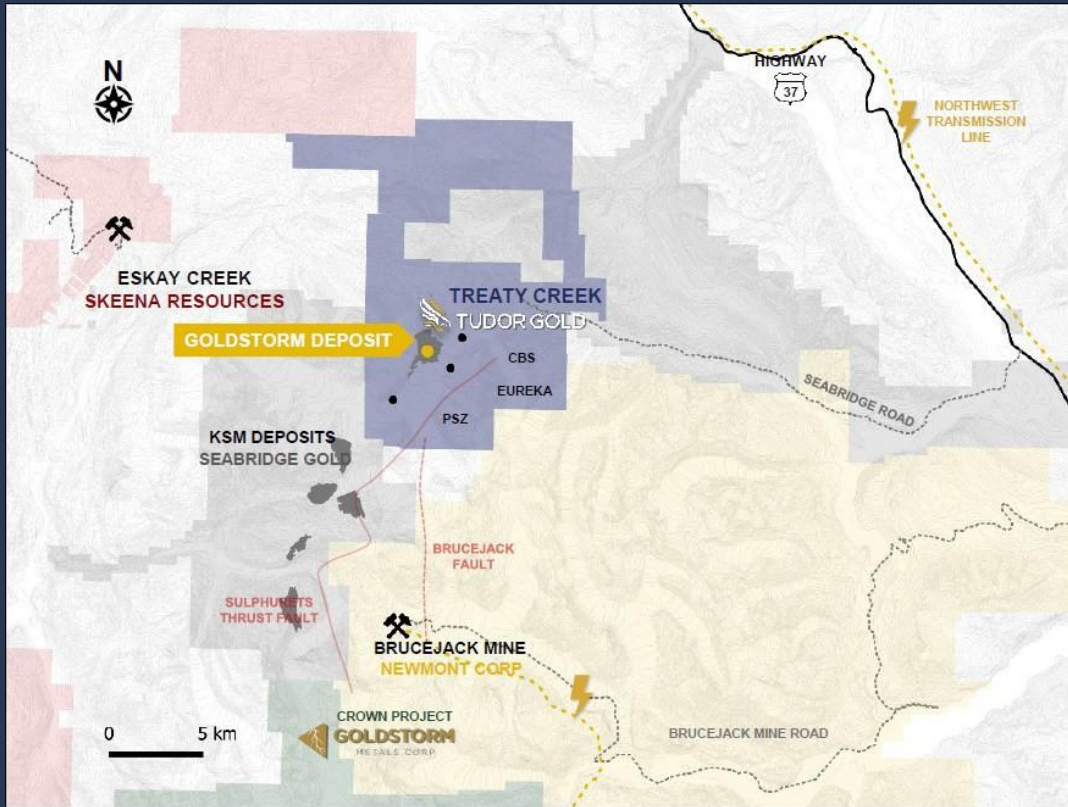 N
HIGHWAY
37
NORTHWEST
TRANSMISSION
LINE
ESKAY CREEK
SKEENA RESOURCES
TREATY CREEK
TUDOR GOLD
GOLDSTORM DEPOSIT
CBS
EUREKA
PSZ
SEABRIDGE ROAD
KSM DEPOSITS
SEABRIDGE GOLD
BRUCEJACK
FAULT
SULPHURETS
THRUST FAULT
BRUCEJACK MINE
NEWMONT CORP
CROWN PROJECT
GOLDSTORM
METALS CORP
BRUCEJACK MINE ROAD
0 5 km